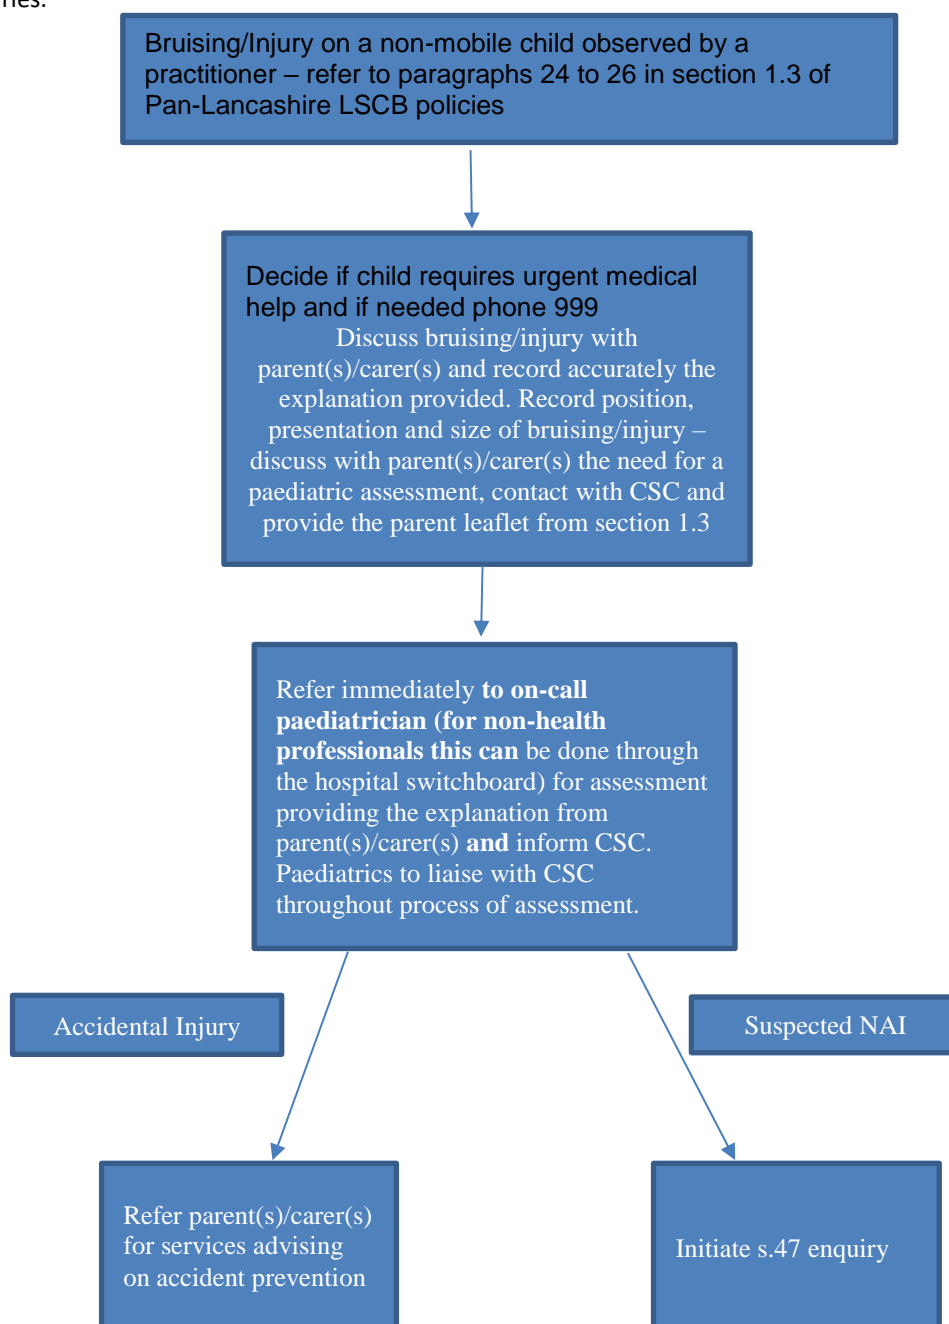 ries.
Bruising/Injury on a non-mobile child observed by a
practitioner – refer to paragraphs 24 to 26 in section 1.3 of
Pan-Lancashire LSCB policies
Decide if child requires urgent medical
help and if needed phone 999
Discuss bruising/injury with
parent(s)/carer(s) and record accurately the
explanation provided. Record position,
presentation and size of bruising/injury –
discuss with parent(s)/carer(s) the need for a
paediatric assessment, contact with CSC and
provide the parent leaflet from section 1.3
Refer immediately to on-call
paediatrician (for non-health
professionals this can be done through
the hospital switchboard) for assessment
providing the explanation from
parent(s)/carer(s) and inform CSC.
Paediatrics to liaise with CSC
throughout process of assessment.
Accidental Injury
Suspected NAI
Refer parent(s)/carer(s)
for services advising
on accident prevention
Initiate s.47 enquiry